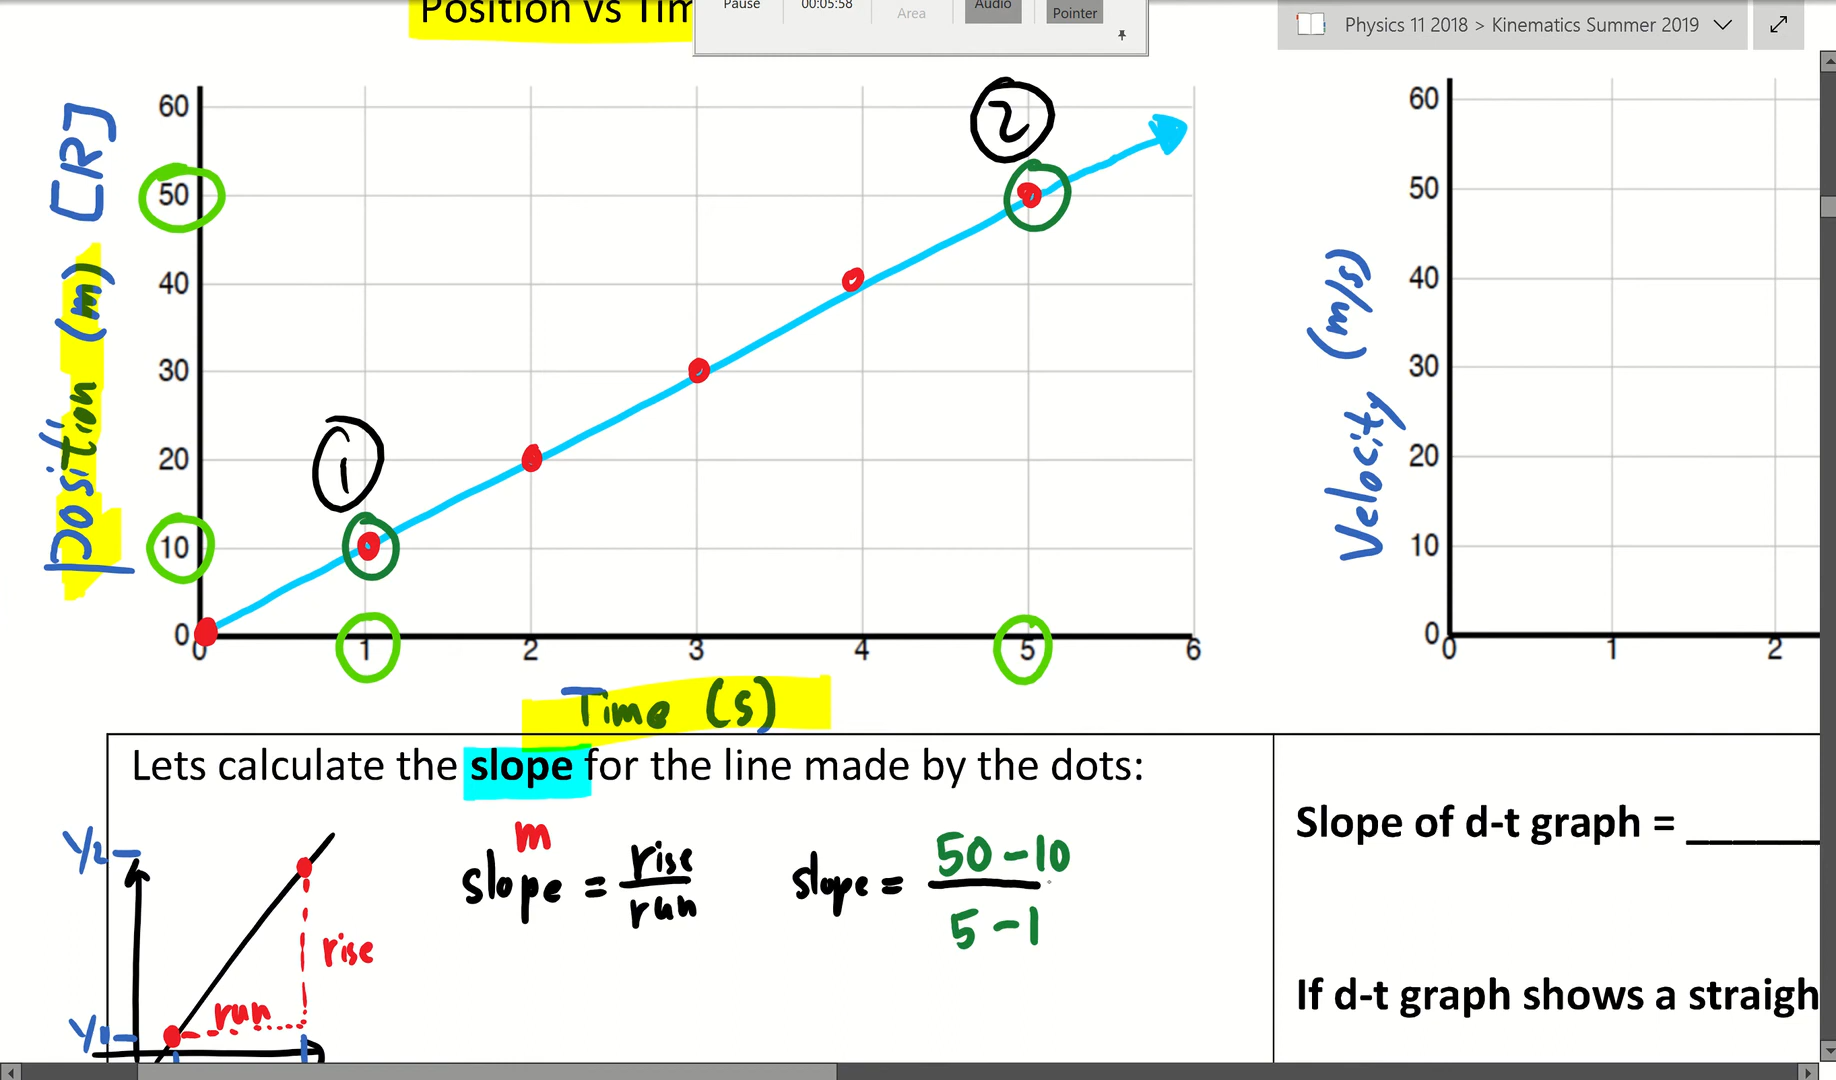 Position vs Tim
Pause
00:05:58
Area
Audio
Pointer
Physics 11 2018 > Kinematics Summer 2019
position (m) [R]
60
50
40
30
20
10
0
0 1 2 3 4 5 6
Time (s)
1
2
Velocity (m/s)
60
50
40
30
20
10
0
0 1 2
Lets calculate the slope for the line made by the dots:
y2
y1
rise
run
m
slope = rise
run
slope = 50-10
5-1
Slope of d-t graph = ______
If d-t graph shows a straigh